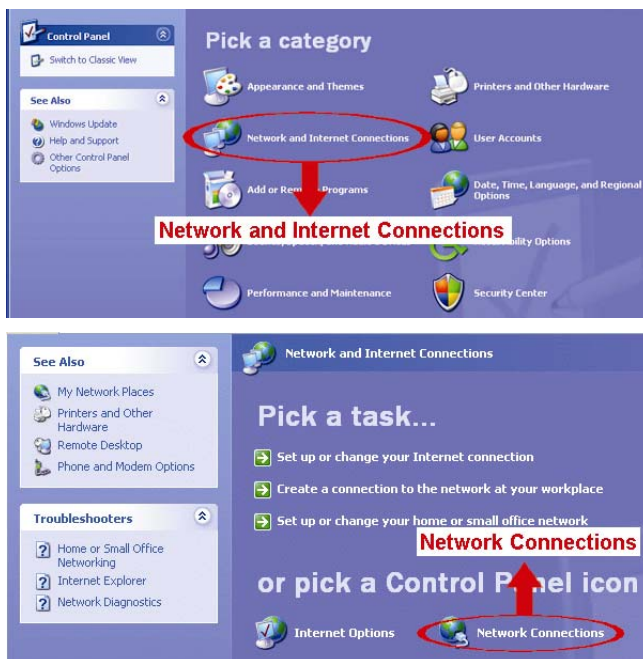 Control Panel
Switch to Classic View
See Also
Windows Update
Help and Support
Other Control Panel
Options
Pick a category
Appearance and Themes
Printers and Other Hardware
Network and Internet Connections
User Accounts
Add or Programs
Date, Time, Language, and Regional
Options
Network and Internet Connections
Options
Performance and Maintenance
Security Center
See Also
My Network Places
Printers and Other
Hardware
Remote Desktop
Phone and Modem Options
Troubleshooters
Home or Small Office
Networking
Internet Explorer
Network Diagnostics
Network and Internet Connections
Pick a task...
Set up or change your Internet connection
Create a connection to the network at your workplace
Set up or change your home or small office network
Network Connections
or pick a Control Panel icon
Internet Options
Network Connections